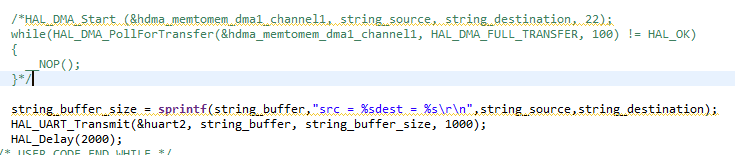 /*HAL_DMA_Start (&hdma_memtomem_dma1_channel1, string_source, string_destination, 22);
while(HAL_DMA_PollForTransfer(&hdma_memtomem_dma1_channel1, HAL_DMA_FULL_TRANSFER, 100) != HAL_OK)
{
__NOP();
}*/
string_buffer_size = sprintf(string_buffer,"src = %sdest = %s\r\n",string_source,string_destination);
HAL_UART_Transmit(&huart2, string_buffer, string_buffer_size, 1000);
HAL_Delay(2000);
/* USER CODE END WHILE */